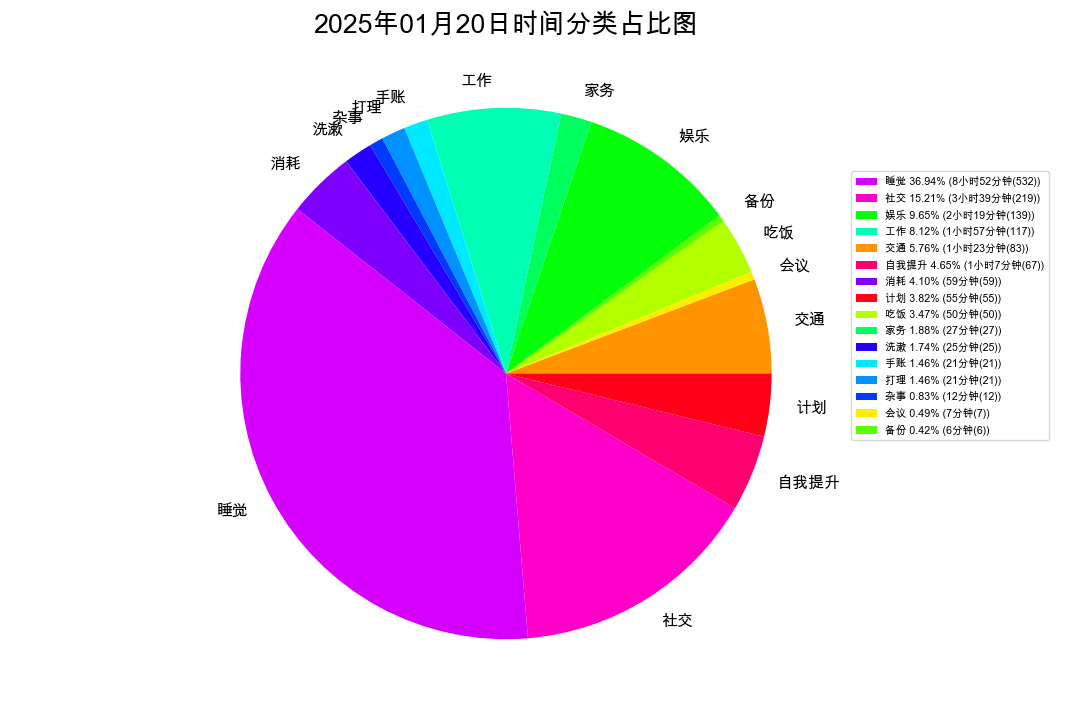 2025年01月20日时间分类占比图
工作
家务
手账
打理
杂事
洗漱
娱乐
消耗
备份
吃饭
会议
交通
计划
自我提升
睡觉
社交
睡觉 36.94% (8小时52分钟(532))
社交 15.21% (3小时39分钟(219))
娱乐 9.65% (2小时19分钟(139))
工作 8.12% (1小时57分钟(117))
交通 5.76% (1小时23分钟(83))
自我提升 4.65% (1小时7分钟(67))
消耗 4.10% (59分钟(59))
计划 3.82% (55分钟(55))
吃饭 3.47% (50分钟(50))
家务 1.88% (27分钟(27))
洗漱 1.74% (25分钟(25))
手账 1.46% (21分钟(21))
打理 1.46% (21分钟(21))
杂事 0.83% (12分钟(12))
会议 0.49% (7分钟(7))
备份 0.42% (6分钟(6))